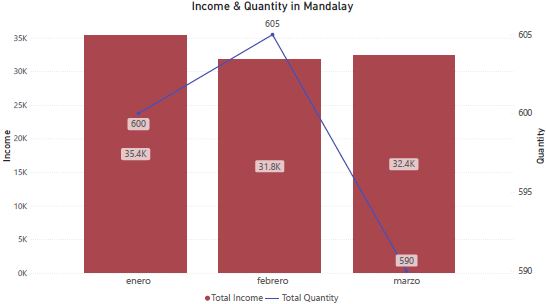 Income & Quantity in Mandalay
Income
35K
30K
25K
20K
15K
10K
5K
0K
600
35.4K
605
31.8K
32.4K
590
605
600
595
590
Quantity
enero
febrero
marzo
Total Income
Total Quantity